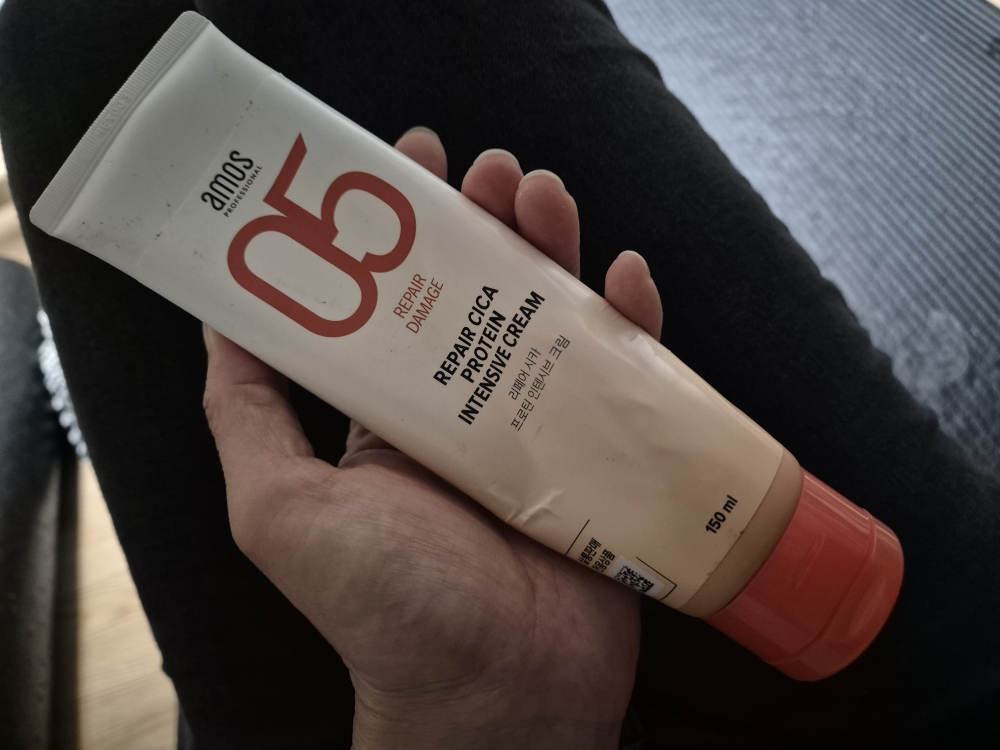 amos
PROFESSIONAL
05
REPAIR
DAMAGE
REPAIR CICA
PROTEIN
INTENSIVE CREAM
리페어 시카
프로틴 인텐시브 크림
150 ml